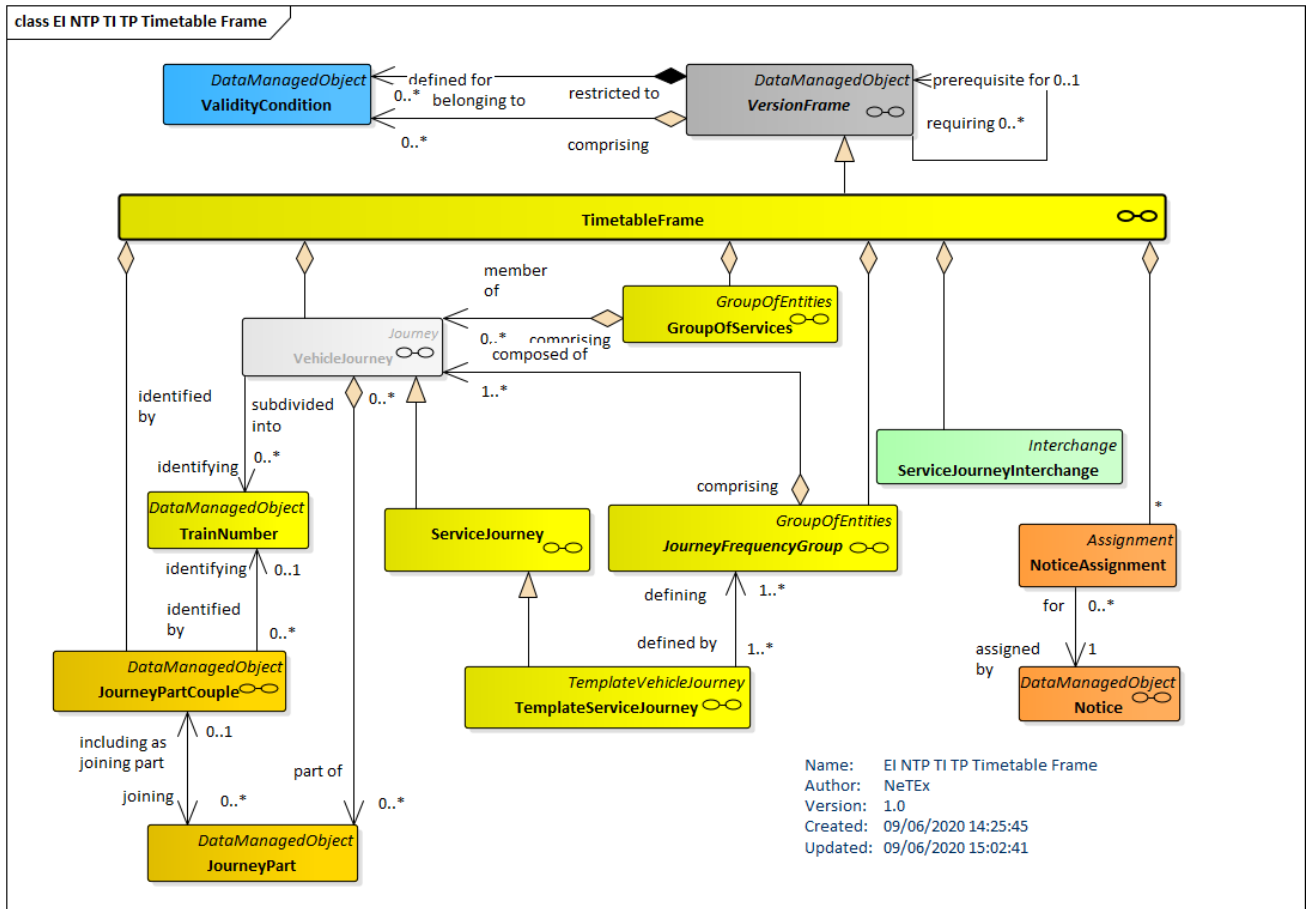 class EI NTP TI TP Timetable Frame
DataManagedObject
ValidityCondition
defined for
0..*
belonging to
restricted to
0..*
comprising
DataManagedObject
VersionFrame
prerequisite for 0..1
requiring 0..*
TimetableFrame
member
of
GroupOfEntities
GroupOfServices
Journey
VehicleJourney
0..*
comprising
composed of
1..*
identified
by
subdivided
into
0..*
0..*
identifying
Interchange
ServiceJourneyInterchange
comprising
*
DataManagedObject
TrainNumber
ServiceJourney
GroupOfEntities
JourneyFrequencyGroup
Assignment
NoticeAssignment
identifying
0..1
defining
1..*
for
0..*
identified
by
0..*
defined by
1..*
assigned
by
1
DataManagedObject
JourneyPartCouple
TemplateVehicleJourney
TemplateServiceJourney
DataManagedObject
Notice
including as
joining part
0..1
joining
0..*
part of
0..*
DataManagedObject
JourneyPart
Name: EI NTP TI TP Timetable Frame
Author: NeTEx
Version: 1.0
Created: 09/06/2020 14:25:45
Updated: 09/06/2020 15:02:41